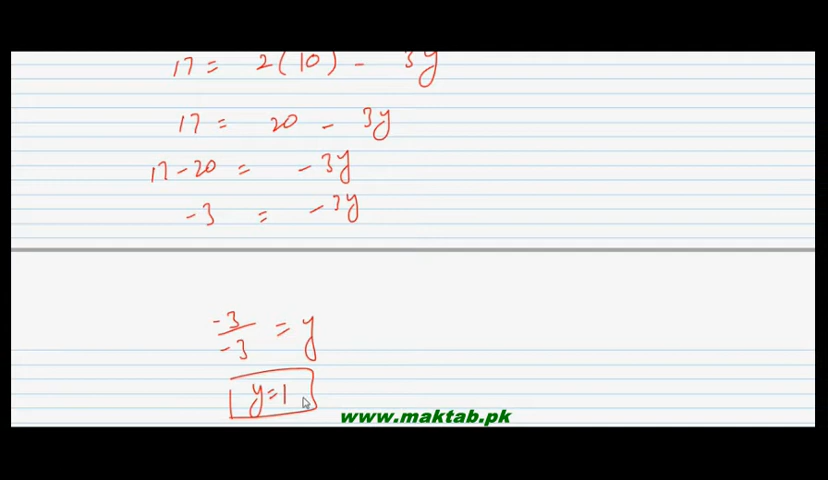 17 = 2(10) - 3y
17 = 20 - 3y
17 - 20 = - 3y
- 3 = - 3y
-3/-3 = y
y = 1
www.maktab.pk